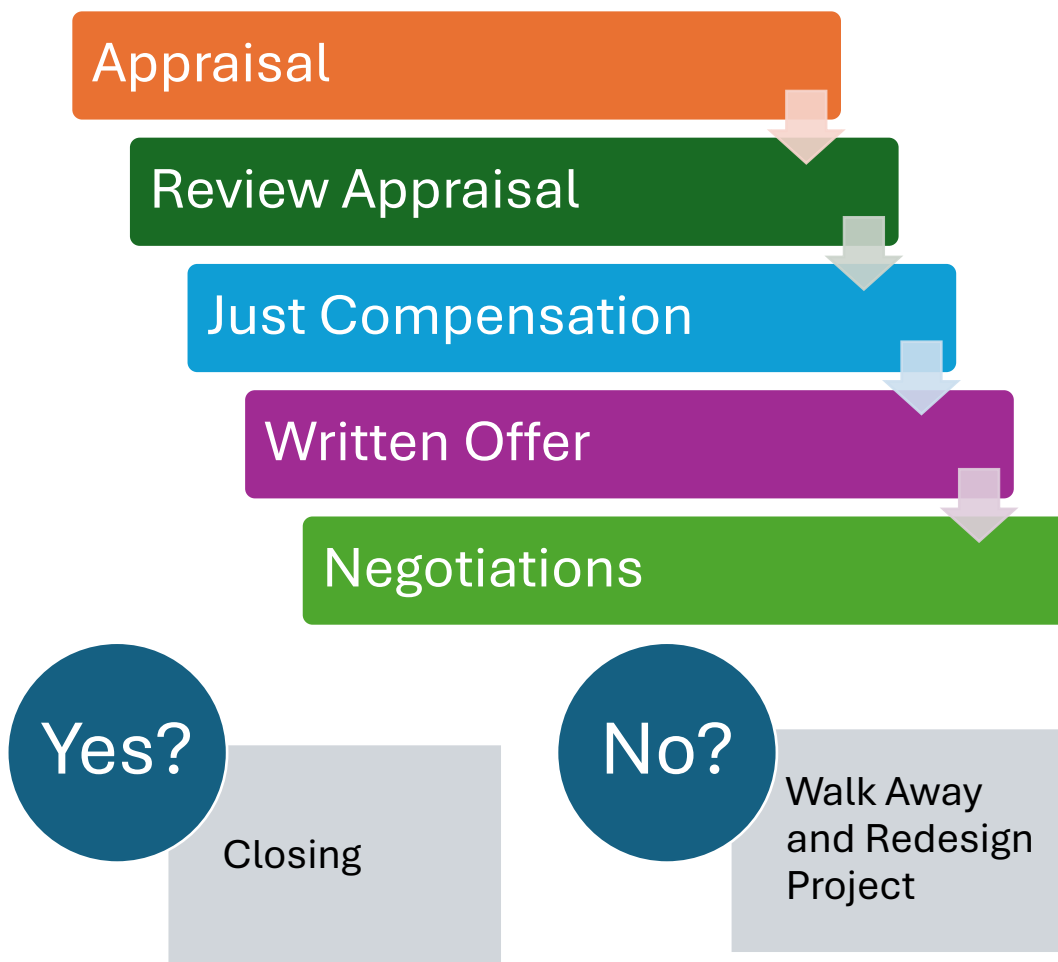 Appraisal
Review Appraisal
Just Compensation
Written Offer
Negotiations
Yes?
Closing
No?
Walk Away
and Redesign
Project